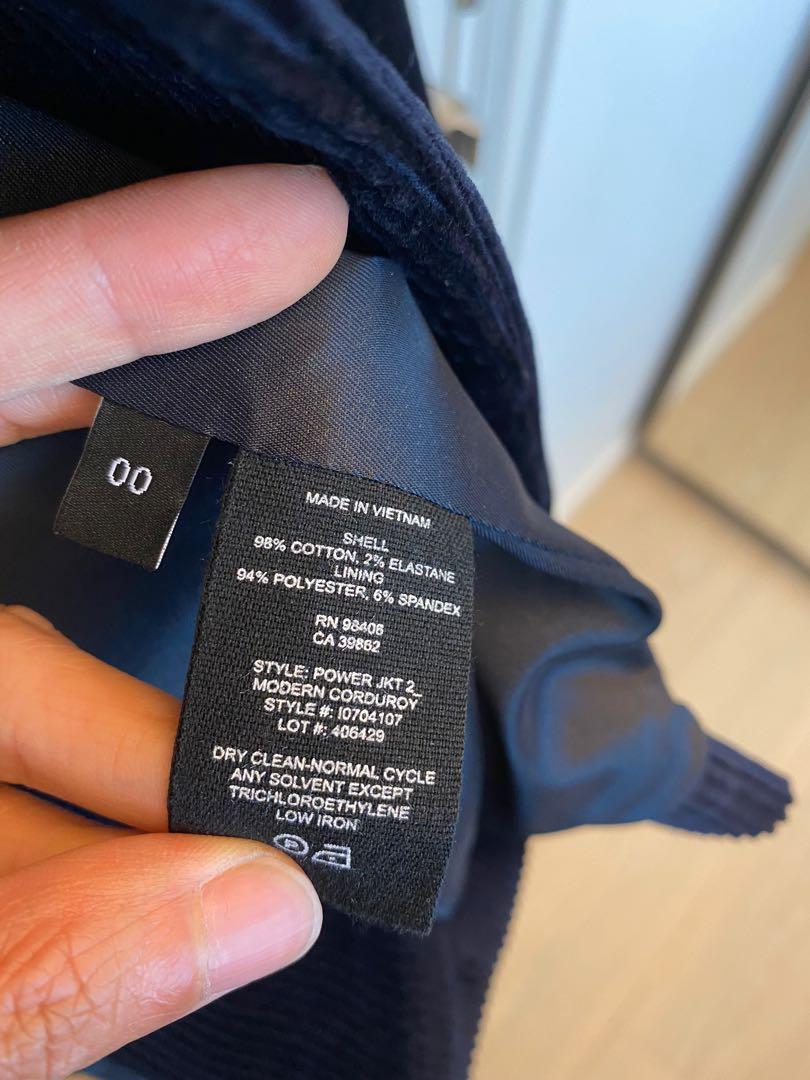 00
MADE IN VIETNAM
SHELL
98% COTTON, 2% ELASTANE
LINING
94% POLYESTER, 6% SPANDEX
RN 98406
CA 39862
STYLE: POWER JKT 2_
MODERN CORDUROY
STYLE #: I0704107
LOT #: 406429
DRY CLEAN-NORMAL CYCLE
ANY SOLVENT EXCEPT
TRICHLOROETHYLENE
LOW IRON
P